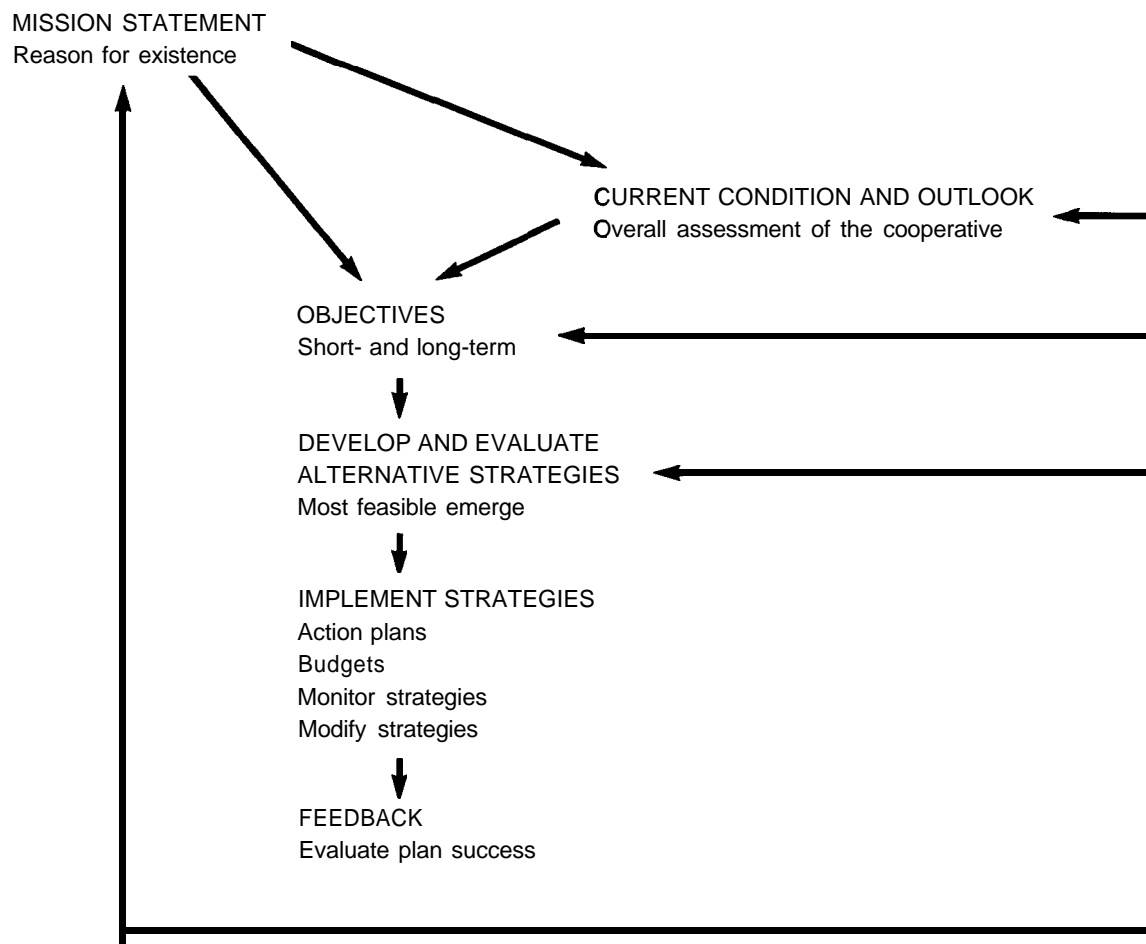 MISSION STATEMENT
Reason for existence
CURRENT CONDITION AND OUTLOOK
Overall assessment of the cooperative
OBJECTIVES
Short- and long-term
DEVELOP AND EVALUATE
ALTERNATIVE STRATEGIES
Most feasible emerge
IMPLEMENT STRATEGIES
Action plans
Budgets
Monitor strategies
Modify strategies
FEEDBACK
Evaluate plan success